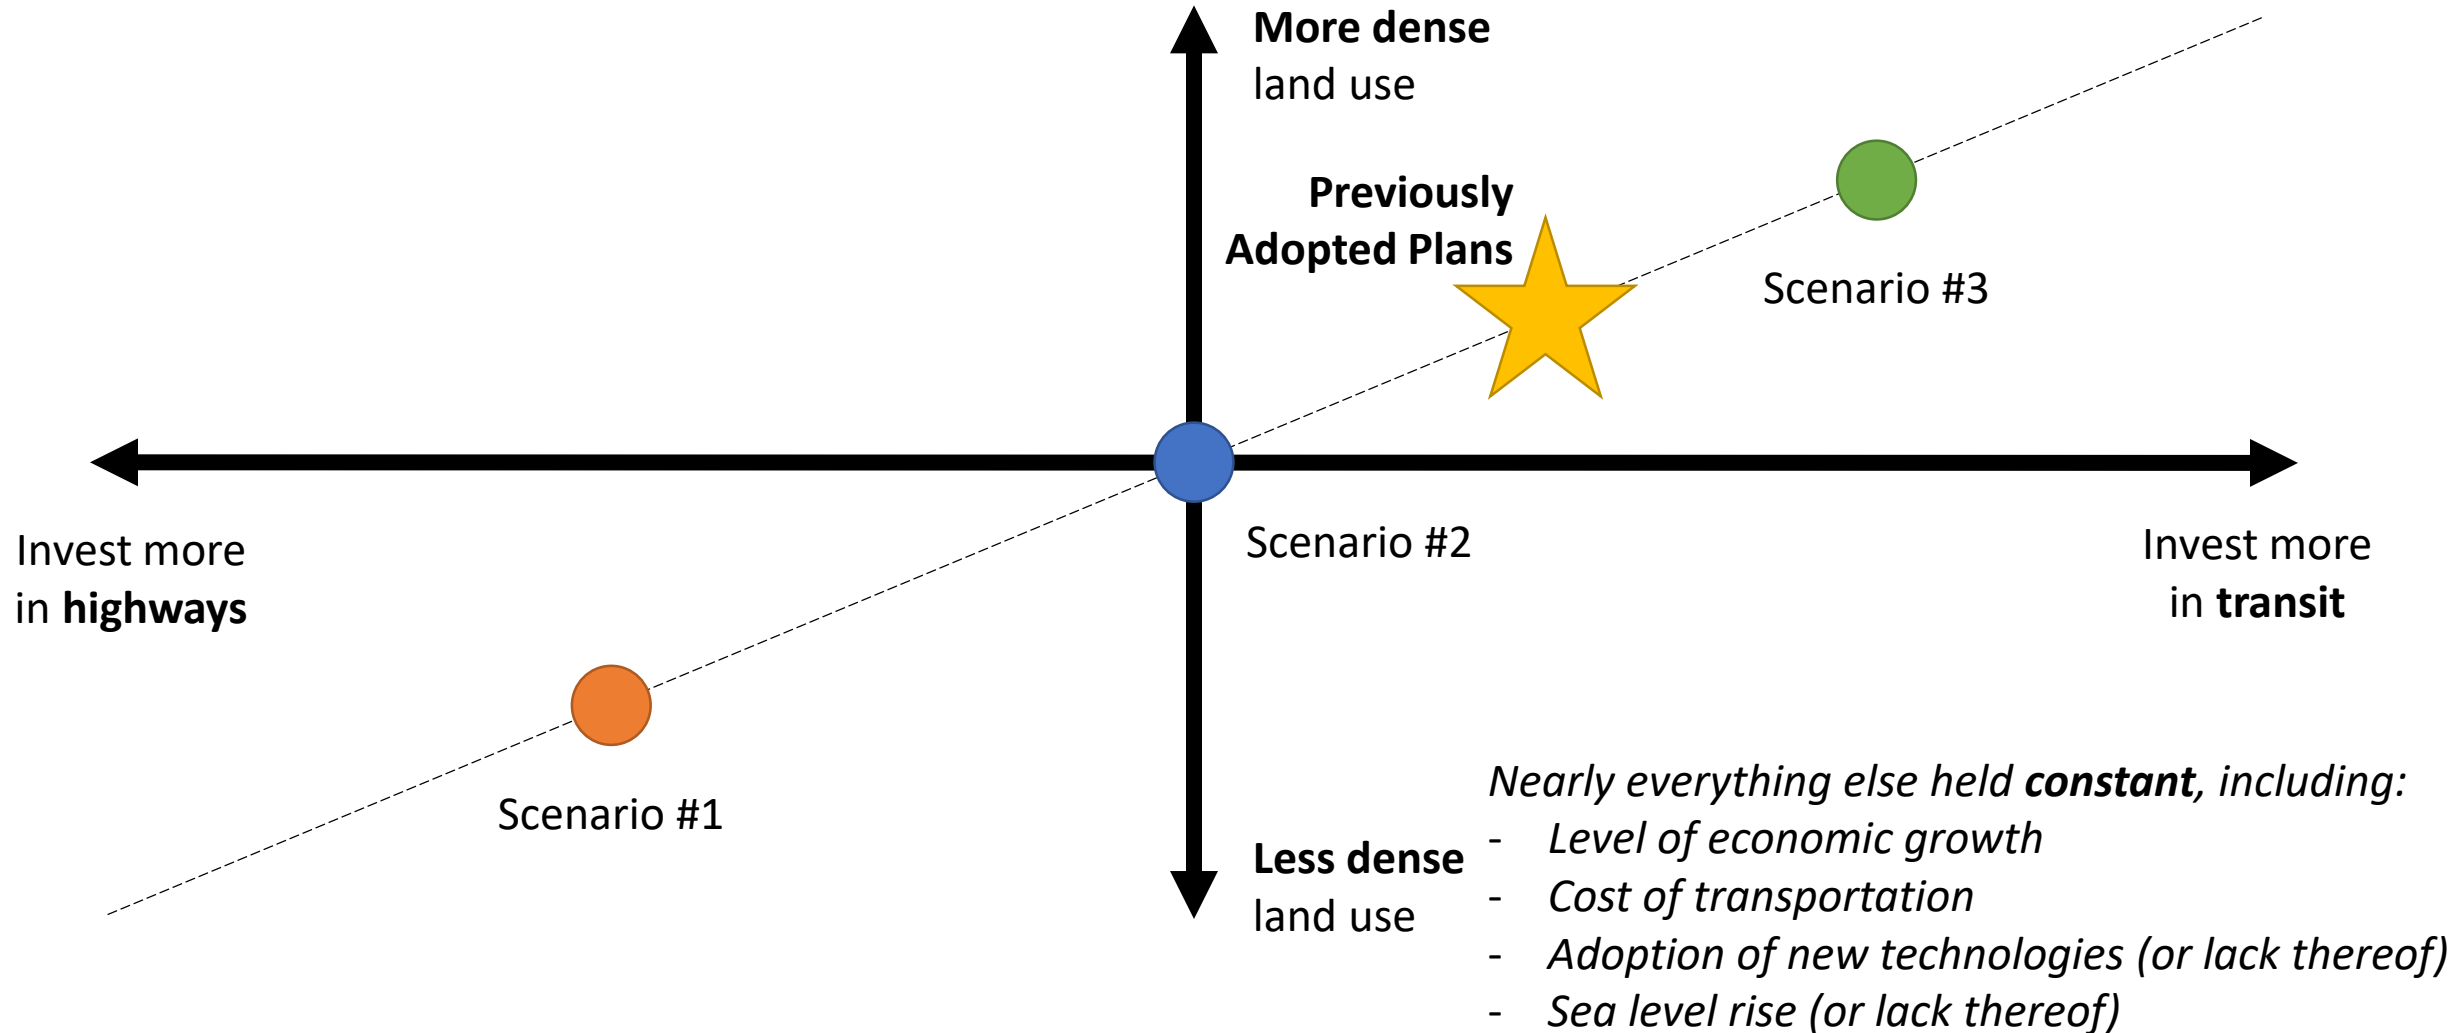 More dense
land use
Previously
Adopted Plans
Scenario #3
Invest more
in highways
Scenario #2
Invest more
in transit
Scenario #1
Less dense
land use
Nearly everything else held constant, including:
- Level of economic growth
- Cost of transportation
- Adoption of new technologies (or lack thereof)
- Sea level rise (or lack thereof)